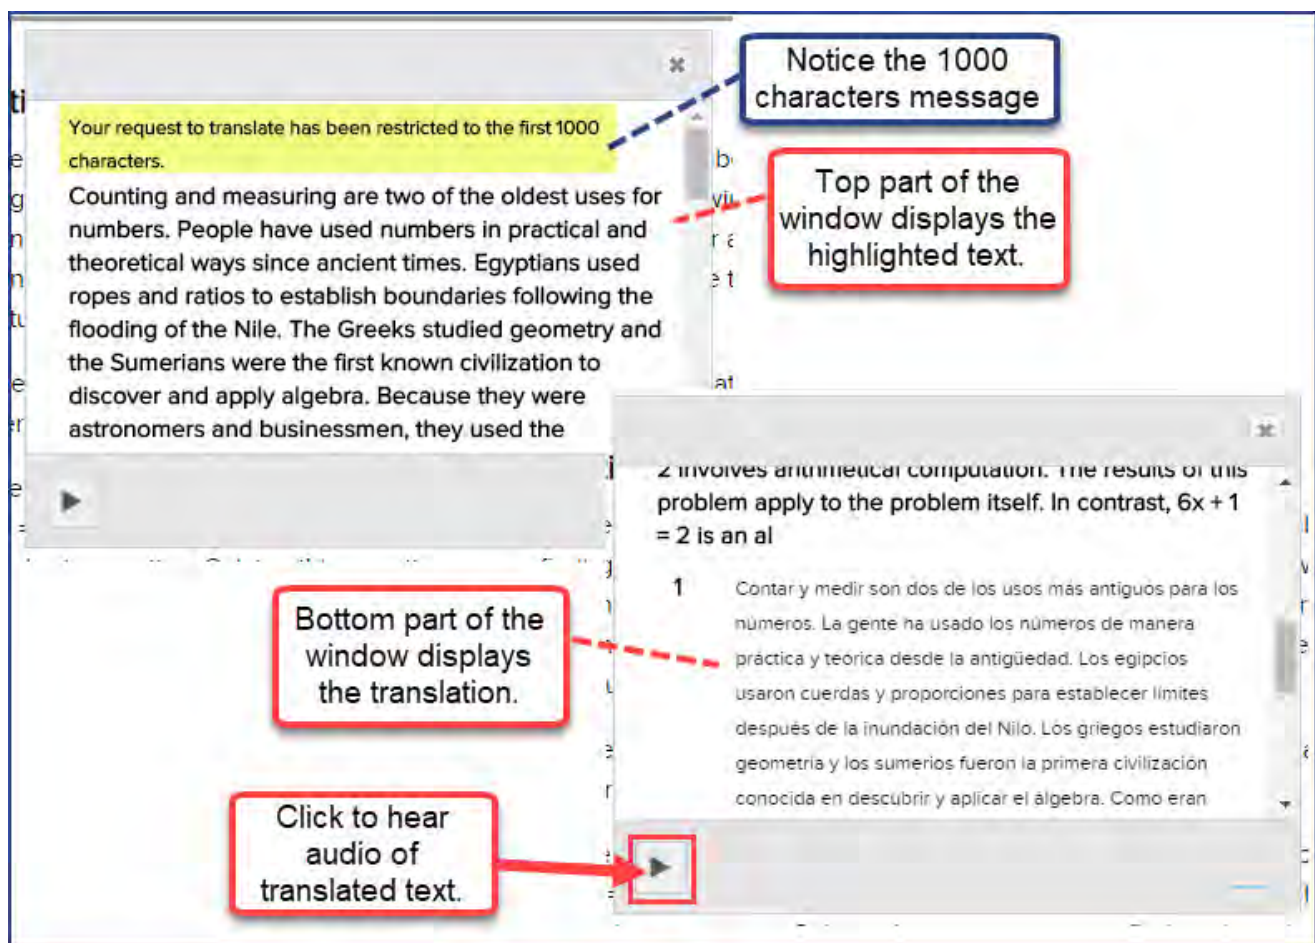 Notice the 1000
characters message
Your request to translate has been restricted to the first 1000
characters.
Counting and measuring are two of the oldest uses for
numbers. People have used numbers in practical and
theoretical ways since ancient times. Egyptians used
ropes and ratios to establish boundaries following the
flooding of the Nile. The Greeks studied geometry and
the Sumerians were the first known civilization to
discover and apply algebra. Because they were
astronomers and businessmen, they used the
Top part of the
window displays the
highlighted text.
2 involves arithmetical computation. The results of this
problem apply to the problem itself. In contrast, 6x + 1
= 2 is an al
1 Contar y medir son dos de los usos más antiguos para los
números. La gente ha usado los números de manera
práctica y teórica desde la antigüedad. Los egipcios
usaron cuerdas y proporciones para establecer límites
después de la inundación del Nilo. Los griegos estudiaron
geometría y los sumerios fueron la primera civilización
conocida en descubrir y aplicar el álgebra. Como eran
Bottom part of the
window displays
the translation.
Click to hear
audio of
translated text.